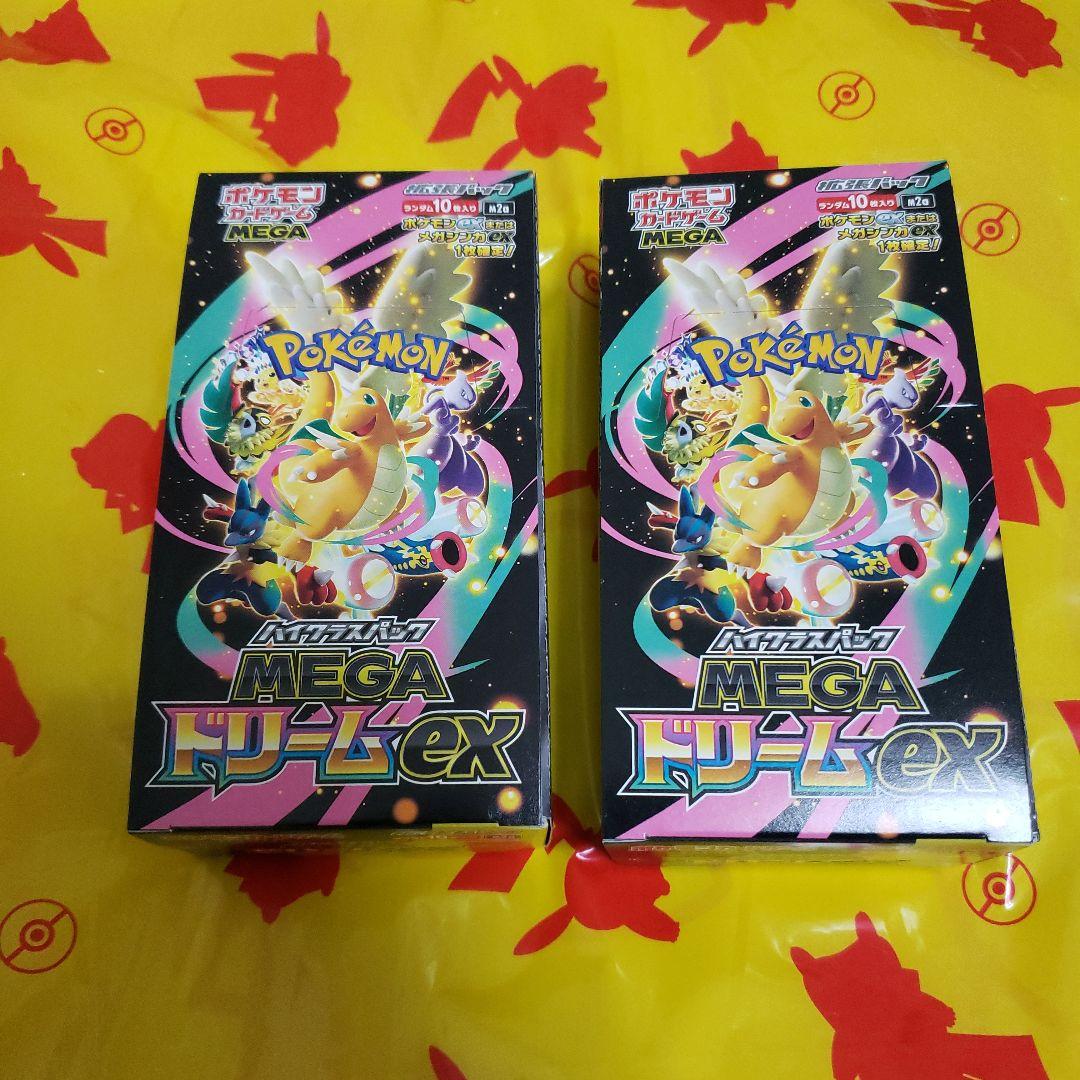 ポケモン
カードゲーム
MEGA
拡張パック
ランダム10枚入り M2a
ポケモンexまたは
メガシンカex
1枚確定!
POKéMON
ハイクラスパック
MEGA
ドリームex
ポケモン
カードゲーム
MEGA
拡張パック
ランダム10枚入り M2a
ポケモンexまたは
メガシンカex
1枚確定!
POKéMON
ハイクラスパック
MEGA
ドリームex